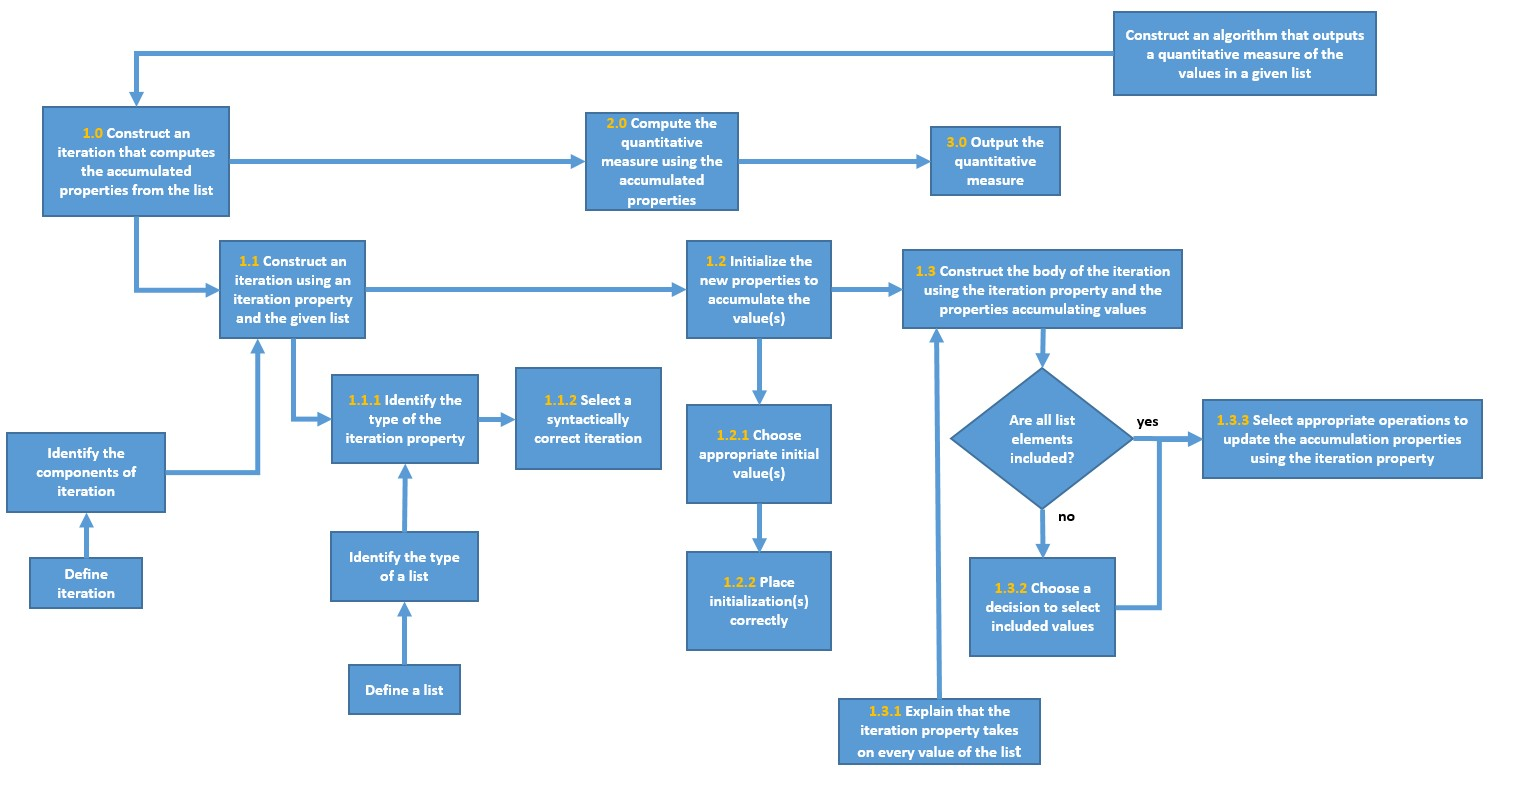 Construct an algorithm that outputs
a quantitative measure of the
values in a given list
1.0 Construct an
iteration that computes
the accumulated
properties from the list
2.0 Compute the
quantitative
measure using the
accumulated
properties
3.0 Output the
quantitative
measure
1.1 Construct an
iteration using an
iteration property
and the given list
1.2 Initialize the
new properties to
accumulate the
value(s)
1.3 Construct the body of the iteration
using the iteration property and the
properties accumulating values
1.1.1 Identify the
type of the
iteration property
1.1.2 Select a
syntactically
correct iteration
1.2.1 Choose
appropriate initial
value(s)
Are all list
elements
included?
yes
1.3.3 Select appropriate operations to
update the accumulation properties
using the iteration property
Identify the
components of
iteration
no
Define
iteration
Identify the type
of a list
1.2.2 Place
initialization(s)
correctly
1.3.2 Choose a
decision to select
included values
Define a list
1.3.1 Explain that the
iteration property takes
on every value of the list